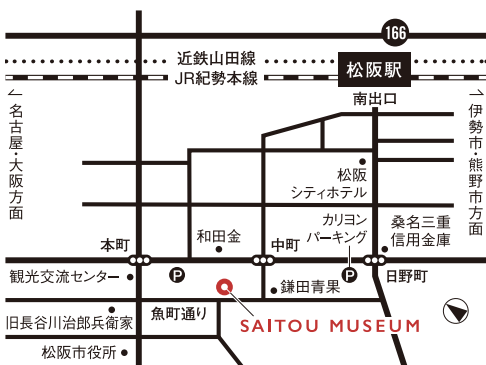 166
近鉄山田線
JR紀勢本線
松阪駅
南出口
← 名古屋・大阪方面
→ 伊勢市・熊野市方面
松阪
シティホテル
カリヨン
パーキング
桑名三重
信用金庫
本町
和田金
中町
日野町
観光交流センター
P
P
鎌田青果
旧長谷川治郎兵衛家
魚町通り
SAITOU MUSEUM
松阪市役所